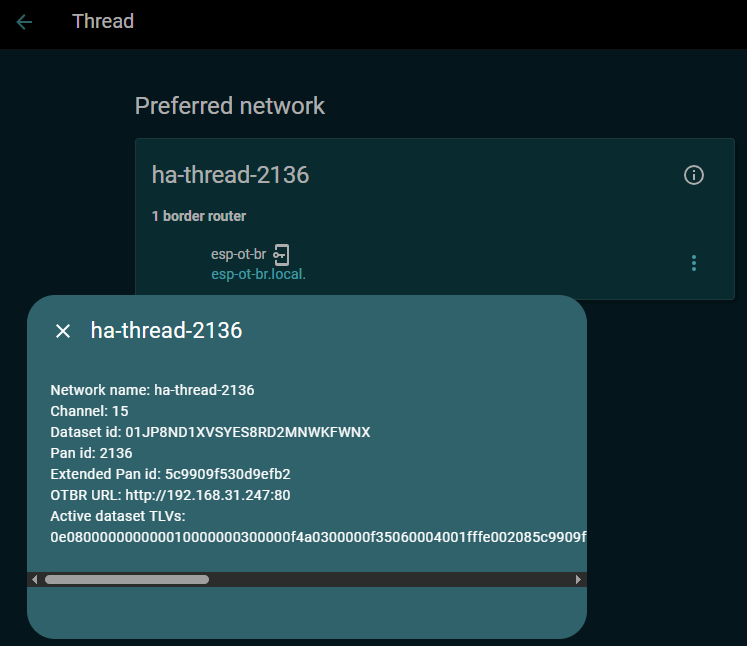 Thread
Preferred network
ha-thread-2136
1 border router
esp-ot-br
esp-ot-br.local.
ha-thread-2136
Network name: ha-thread-2136
Channel: 15
Dataset id: 01JP8ND1XVSYES8RD2MNWKFWNX
Pan id: 2136
Extended Pan id: 5c9909f530d9efb2
OTBR URL: http://192.168.31.247:80
Active dataset TLVs:
0e080000000000010000000300000f4a0300000f35060004001fffe002085c9909f